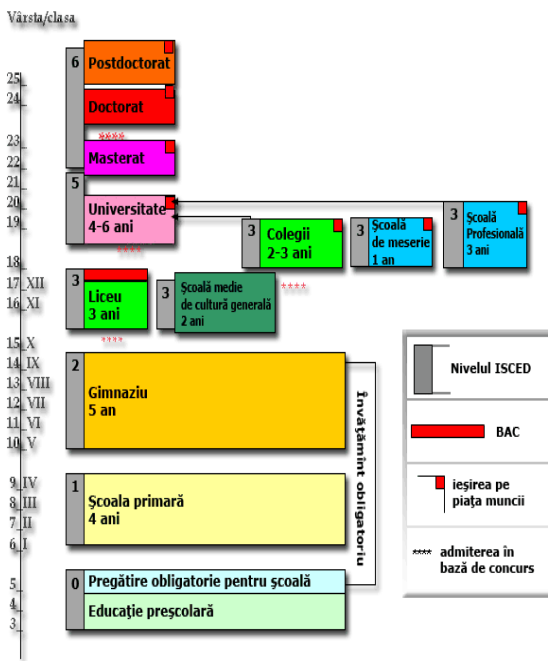 Vârsta/clasa
6
Postdoctorat
25
24
Doctorat
****
23
Masterat
22
21
5
20
Universitate
4-6 ani
19
****
3
Colegii
2-3 ani
3
Şcoală
de meserie
1 an
3
Şcoală
Profesională
3 ani
18
17 XII
16 XI
3
Liceu
3 ani
****
3
Şcoală medie
de cultură generală
2 ani
****
15 X
14 IX
13 VIII
12 VII
11 VI
10 V
2
Gimnaziu
5 an
9 IV
8 III
7 II
6 I
1
Şcoala primară
4 ani
5
4
3
0
Pregătire obligatorie pentru şcoală
Educaţie preşcolară
Învăţămînt obligatoriu
Nivelul ISCED
BAC
ieşirea pe
piaţa muncii
**** admiterea în
bază de concurs